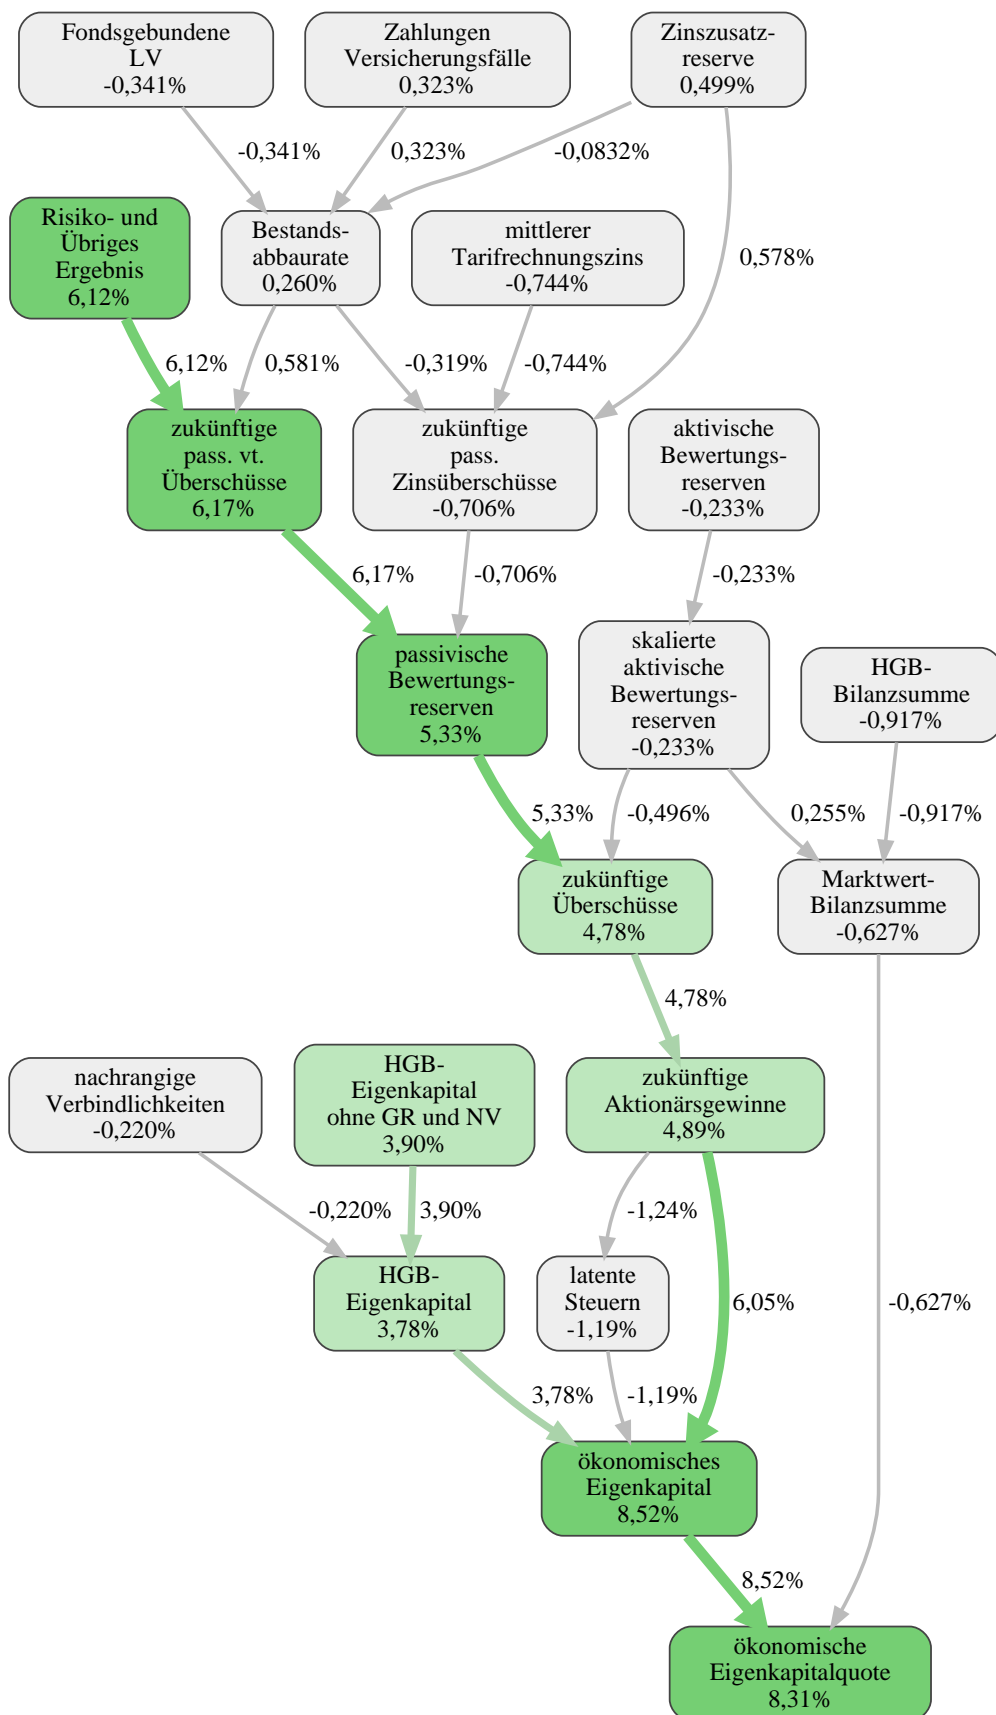 Fondsgebundene
LV
-0,341%
Zahlungen
Versicherungsfälle
0,323%
Zinszusatz-
reserve
0,499%
-0,341%
0,323%
-0,0832%
Risiko- und
Übriges
Ergebnis
6,12%
Bestands-
abbaurate
0,260%
mittlerer
Tarifrechnungszins
-0,744%
0,578%
6,12%
0,581%
-0,319%
-0,744%
zukünftige
pass. vt.
Überschüsse
6,17%
zukünftige
pass.
Zinsüberschüsse
-0,706%
aktivische
Bewertungs-
reserven
-0,233%
6,17%
-0,706%
-0,233%
passivische
Bewertungs-
reserven
5,33%
skalierte
aktivische
Bewertungs-
reserven
-0,233%
HGB-
Bilanzsumme
-0,917%
5,33%
-0,496%
0,255%
-0,917%
zukünftige
Überschüsse
4,78%
Marktwert-
Bilanzsumme
-0,627%
4,78%
nachrangige
Verbindlichkeiten
-0,220%
HGB-
Eigenkapital
ohne GR und NV
3,90%
zukünftige
Aktionärsgewinne
4,89%
-0,220%
3,90%
-1,24%
HGB-
Eigenkapital
3,78%
latente
Steuern
-1,19%
6,05%
-0,627%
3,78%
-1,19%
ökonomisches
Eigenkapital
8,52%
8,52%
ökonomische
Eigenkapitalquote
8,31%